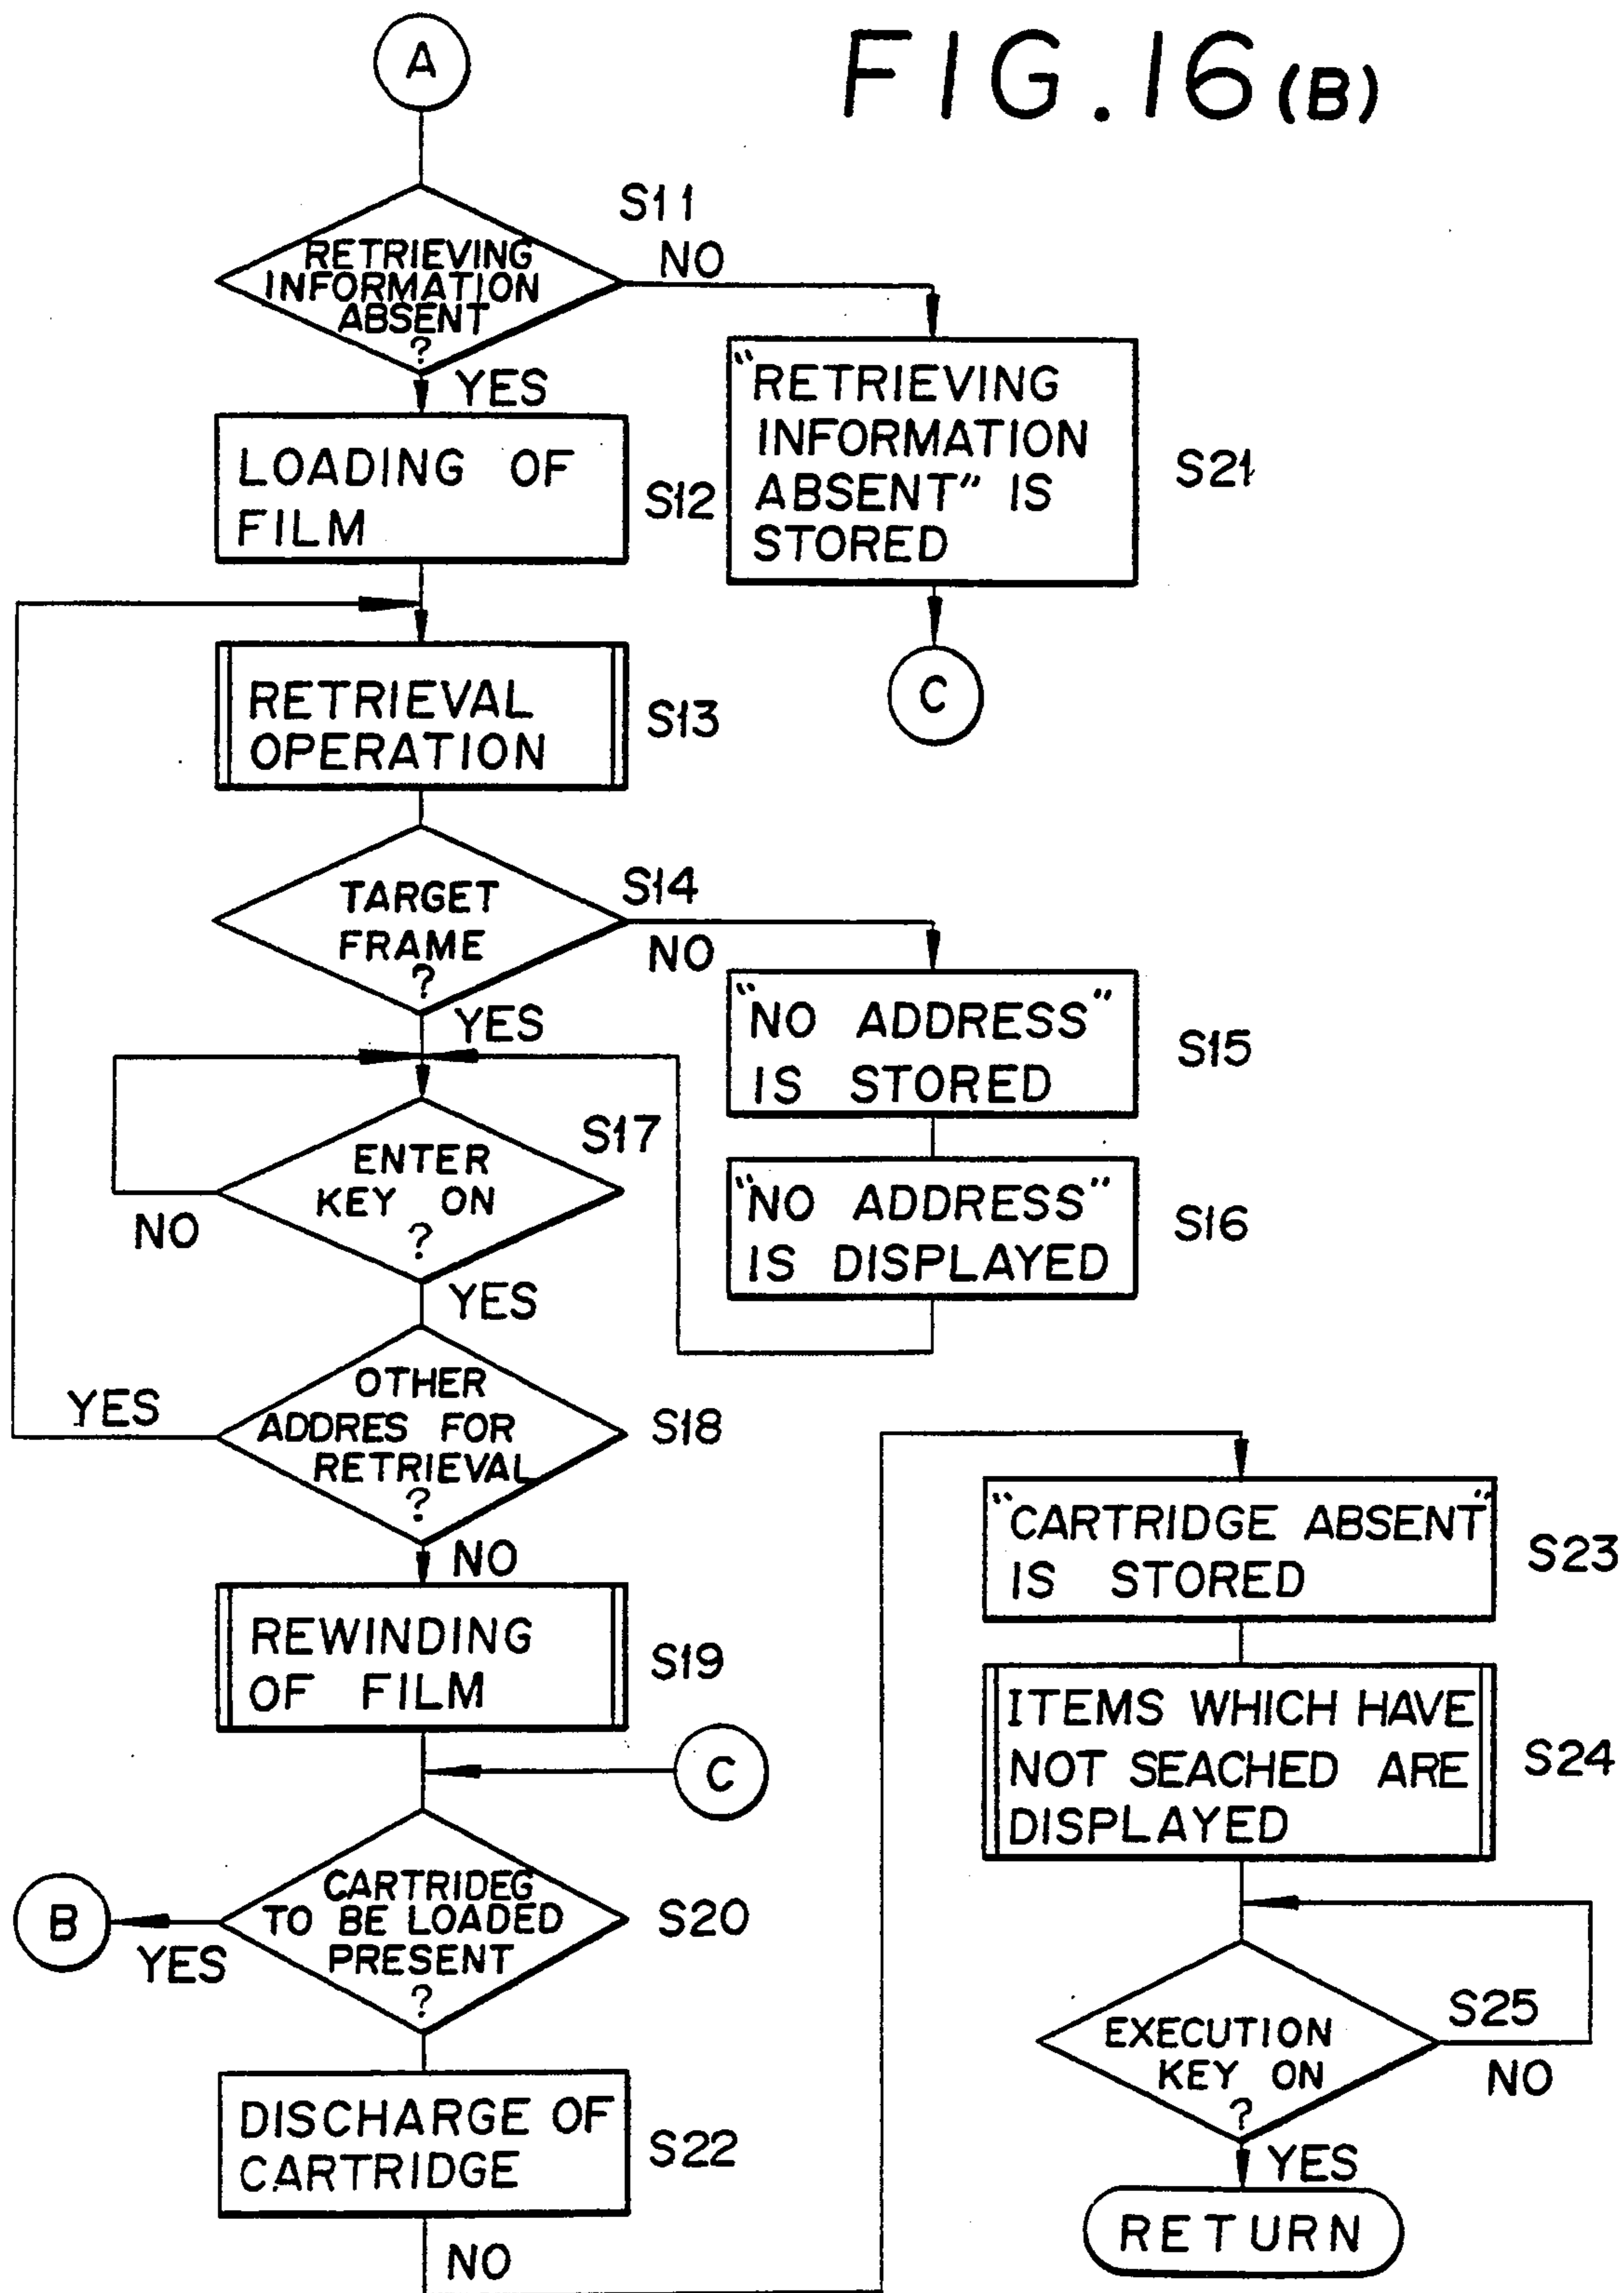 FIG.16(B)
A
S11
RETRIEVING
INFORMATION
ABSENT
?
NO
YES
"RETRIEVING
INFORMATION
ABSENT" IS
STORED
S21
C
LOADING OF
FILM
S12
RETRIEVAL
OPERATION
S13
TARGET
FRAME
?
S14
NO
YES
"NO ADDRESS"
IS STORED
S15
"NO ADDRESS"
IS DISPLAYED
S16
ENTER
KEY ON
?
S17
NO
YES
OTHER
ADDRES FOR
RETRIEVAL
?
S18
YES
NO
REWINDING
OF FILM
S19
C
CARTRIDEG
TO BE LOADED
PRESENT
?
S20
B
YES
DISCHARGE OF
CARTRIDGE
S22
NO
"CARTRIDGE ABSENT"
IS STORED
S23
ITEMS WHICH HAVE
NOT SEACHED ARE
DISPLAYED
S24
EXECUTION
KEY ON
?
S25
NO
YES
RETURN